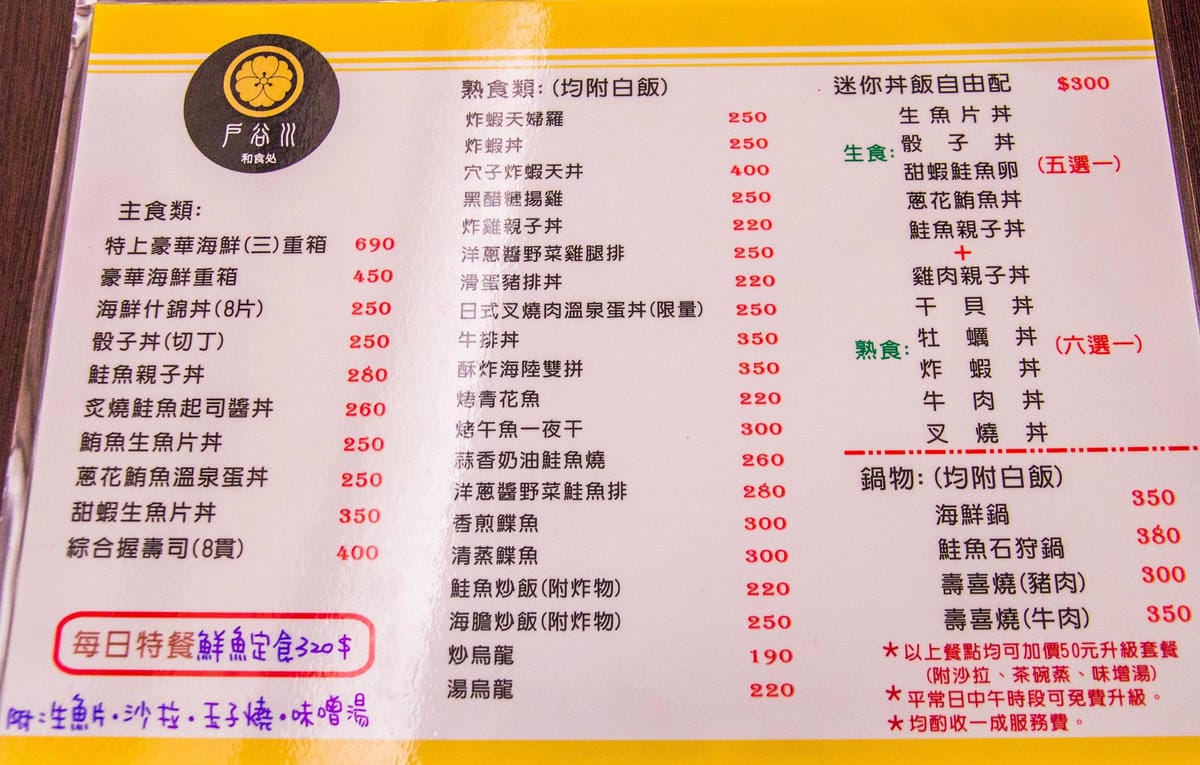 戶谷川
和食処
主食類:
特上豪華海鮮(三)重箱 690
豪華海鮮重箱 450
海鮮什錦丼(8片) 250
骰子丼(切丁) 250
鮭魚親子丼 280
炙燒鮭魚起司醬丼 260
鮪魚生魚片丼 250
蔥花鮪魚溫泉蛋丼 250
甜蝦生魚片丼 350
綜合握壽司(8貫) 400
每日特餐鮮魚定食320$
附:生魚片·沙拉·玉子燒·味噌湯
熟食類:(均附白飯)
炸蝦天婦羅 250
炸蝦丼 250
穴子炸蝦天丼 400
黑醋糖揚雞 250
炸雞親子丼 220
洋蔥醬野菜雞腿排 250
滑蛋豬排丼 220
日式叉燒肉溫泉蛋丼(限量) 250
牛排丼 350
酥炸海陸雙拼 350
烤青花魚 220
烤午魚一夜干 300
蒜香奶油鮭魚燒 260
洋蔥醬野菜鮭魚排 280
香煎鰈魚 300
清蒸鰈魚 300
鮭魚炒飯(附炸物) 220
海膽炒飯(附炸物) 250
炒烏龍 190
湯烏龍 220
迷你丼飯自由配 $300
生魚片丼
生食: 骰子丼
甜蝦鮭魚卵 (五選一)
蔥花鮪魚丼
鮭魚親子丼
+
雞肉親子丼
干貝丼
熟食: 牡蠣丼 (六選一)
炸蝦丼
牛肉丼
叉燒丼
鍋物:(均附白飯)
海鮮鍋 350
鮭魚石狩鍋 380
壽喜燒(豬肉) 300
壽喜燒(牛肉) 350
*以上餐點均可加價50元升級套餐
(附沙拉、茶碗蒸、味增湯)
*平常日中午時段可免費升級。
*均酌收一成服務費。